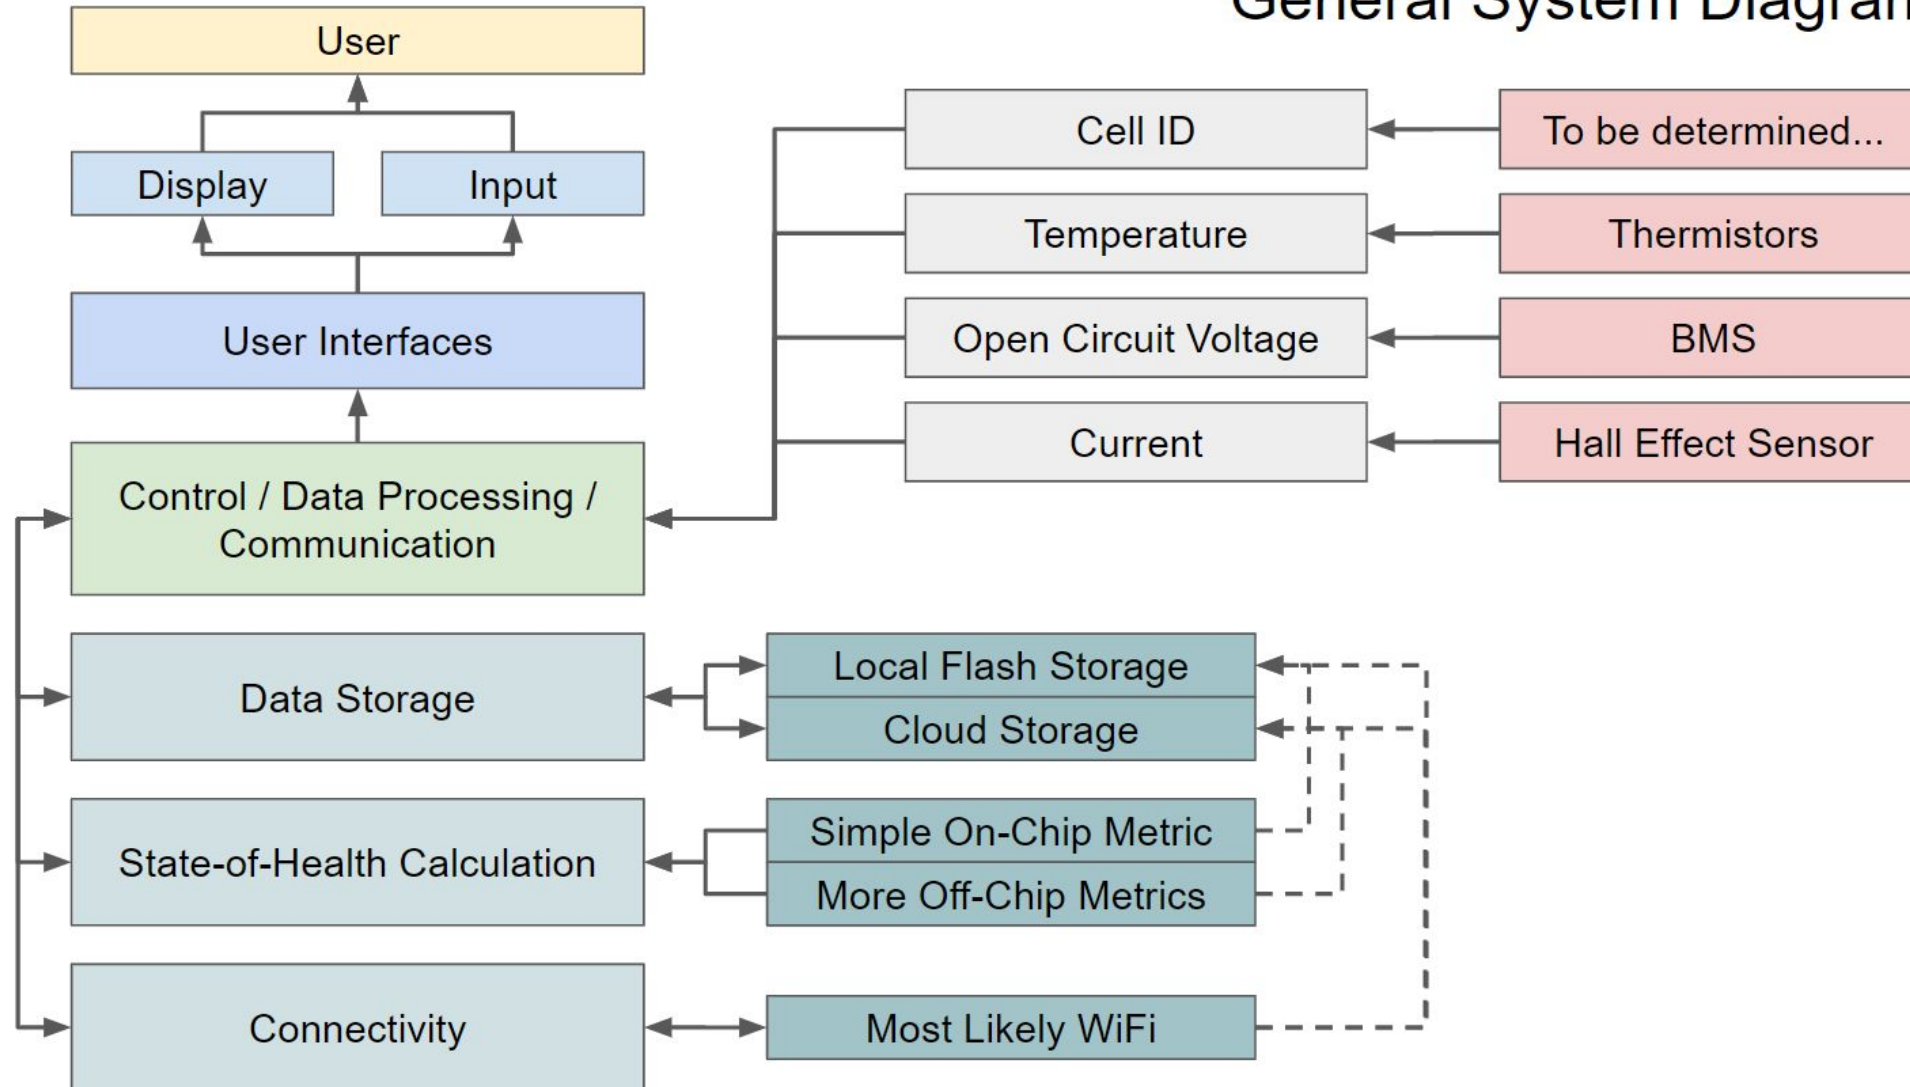 General System Diagram
User
Display
Input
User Interfaces
Control / Data Processing /
Communication
Cell ID
To be determined...
Temperature
Thermistors
Open Circuit Voltage
BMS
Current
Hall Effect Sensor
Data Storage
Local Flash Storage
Cloud Storage
State-of-Health Calculation
Simple On-Chip Metric
More Off-Chip Metrics
Connectivity
Most Likely WiFi